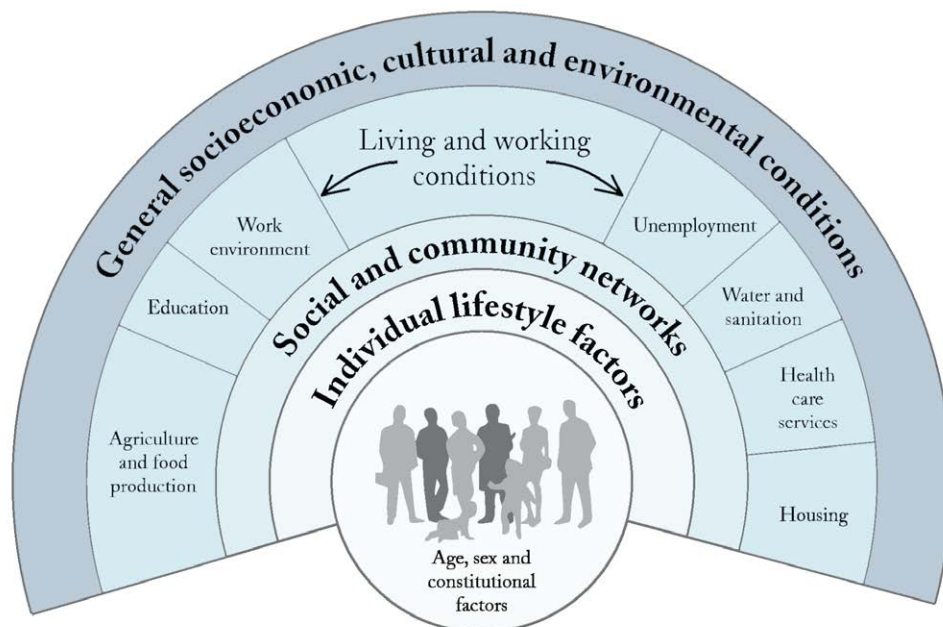 General socioeconomic, cultural and environmental conditions
Living and working
conditions
Work
environment
Unemployment
Education
Water and
sanitation
Agriculture
and food
production
Health
care
services
Housing
Social and community networks
Individual lifestyle factors
Age, sex and
constitutional
factors